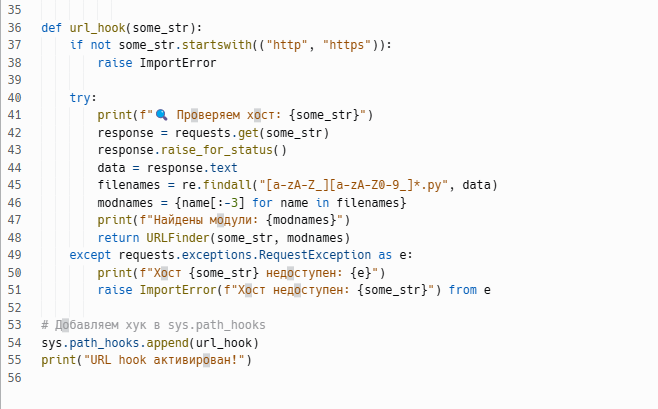 35
36 def url_hook(some_str):
37     if not some_str.startswith(("http", "https")):
38         raise ImportError
39
40     try:
41         print(f"🔍 Проверяем хост: {some_str}")
42         response = requests.get(some_str)
43         response.raise_for_status()
44         data = response.text
45         filenames = re.findall("[a-zA-Z_][a-zA-Z0-9_]*.py", data)
46         modnames = {name[:-3] for name in filenames}
47         print(f"Найдены модули: {modnames}")
48         return URLFinder(some_str, modnames)
49     except requests.exceptions.RequestException as e:
50         print(f"Хост {some_str} недоступен: {e}")
51         raise ImportError(f"Хост недоступен: {some_str}") from e
52
53 # Добавляем хук в sys.path_hooks
54 sys.path_hooks.append(url_hook)
55 print("URL hook активирован!")
56